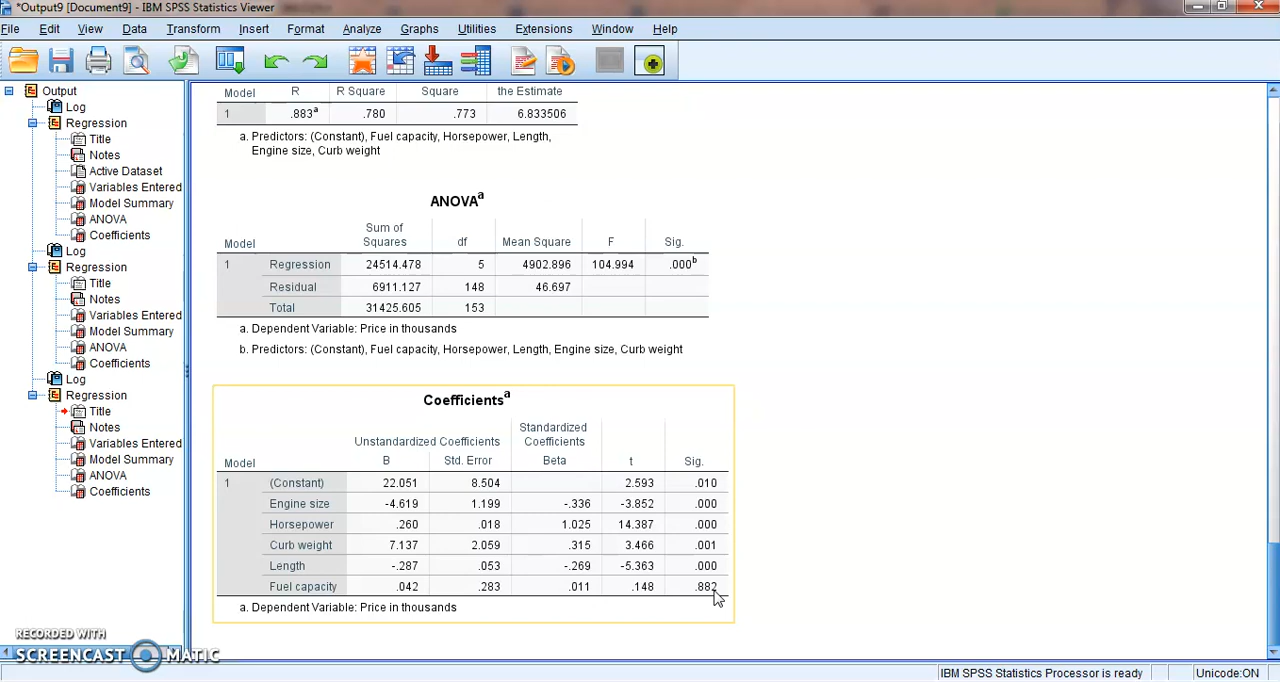 *Output9 [Document9] - IBM SPSS Statistics Viewer
File Edit View Data Transform Insert Format Analyze Graphs Utilities Extensions Window Help
Output
Log
Regression
Title
Notes
Active Dataset
Variables Entered
Model Summary
ANOVA
Coefficients
Log
Regression
Title
Notes
Variables Entered
Model Summary
ANOVA
Coefficients
Log
Regression
Title
Notes
Variables Entered
Model Summary
ANOVA
Coefficients
Model R R Square Square the Estimate
1 .883a .780 .773 6.833506
a. Predictors: (Constant), Fuel capacity, Horsepower, Length,
Engine size, Curb weight
ANOVAa
Sum of
Model Squares df Mean Square F Sig.
1 Regression 24514.478 5 4902.896 104.994 .000b
Residual 6911.127 148 46.697
Total 31425.605 153
a. Dependent Variable: Price in thousands
b. Predictors: (Constant), Fuel capacity, Horsepower, Length, Engine size, Curb weight
Coefficientsa
Standardized
Unstandardized Coefficients Coefficients
Model B Std. Error Beta t Sig.
1 (Constant) 22.051 8.504 2.593 .010
Engine size -4.619 1.199 -.336 -3.852 .000
Horsepower .260 .018 1.025 14.387 .000
Curb weight 7.137 2.059 .315 3.466 .001
Length -.287 .053 -.269 -5.363 .000
Fuel capacity .042 .283 .011 .148 .882
a. Dependent Variable: Price in thousands
RECORDED WITH
SCREENCAST MATIC
IBM SPSS Statistics Processor is ready Unicode:ON